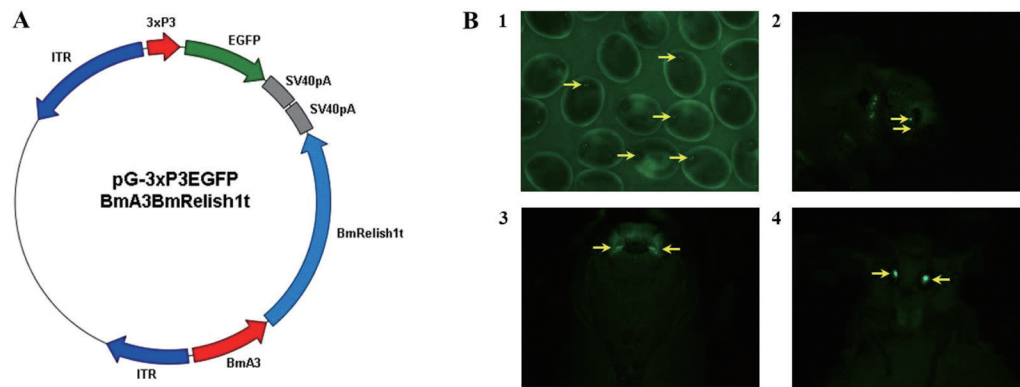 A
3xP3
EGFP
ITR
SV40pA
SV40pA
pG-3xP3EGFP
BmA3BmRelish1t
BmRelish1t
BmA3
ITR
B
1
2
3
4